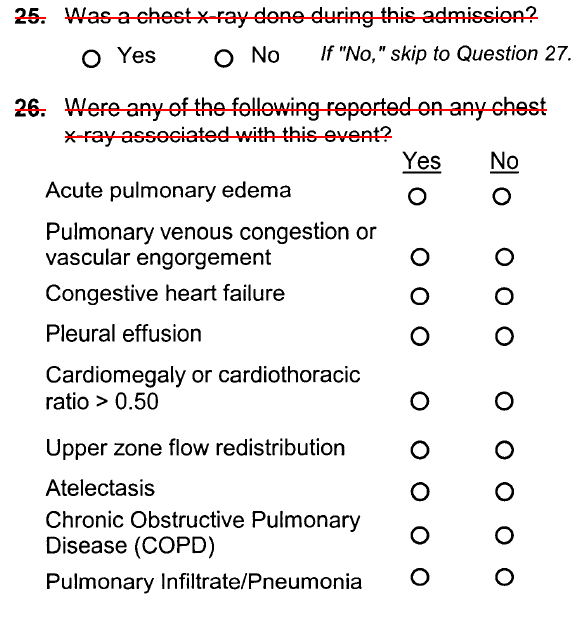 25. Was a chest x-ray done during this admission?
Yes No If "No," skip to Question 27.
26. Were any of the following reported on any chest
x-ray associated with this event?
Yes No
Acute pulmonary edema
Pulmonary venous congestion or
vascular engorgement
Congestive heart failure
Pleural effusion
Cardiomegaly or cardiothoracic
ratio > 0.50
Upper zone flow redistribution
Atelectasis
Chronic Obstructive Pulmonary
Disease (COPD)
Pulmonary Infiltrate/Pneumonia